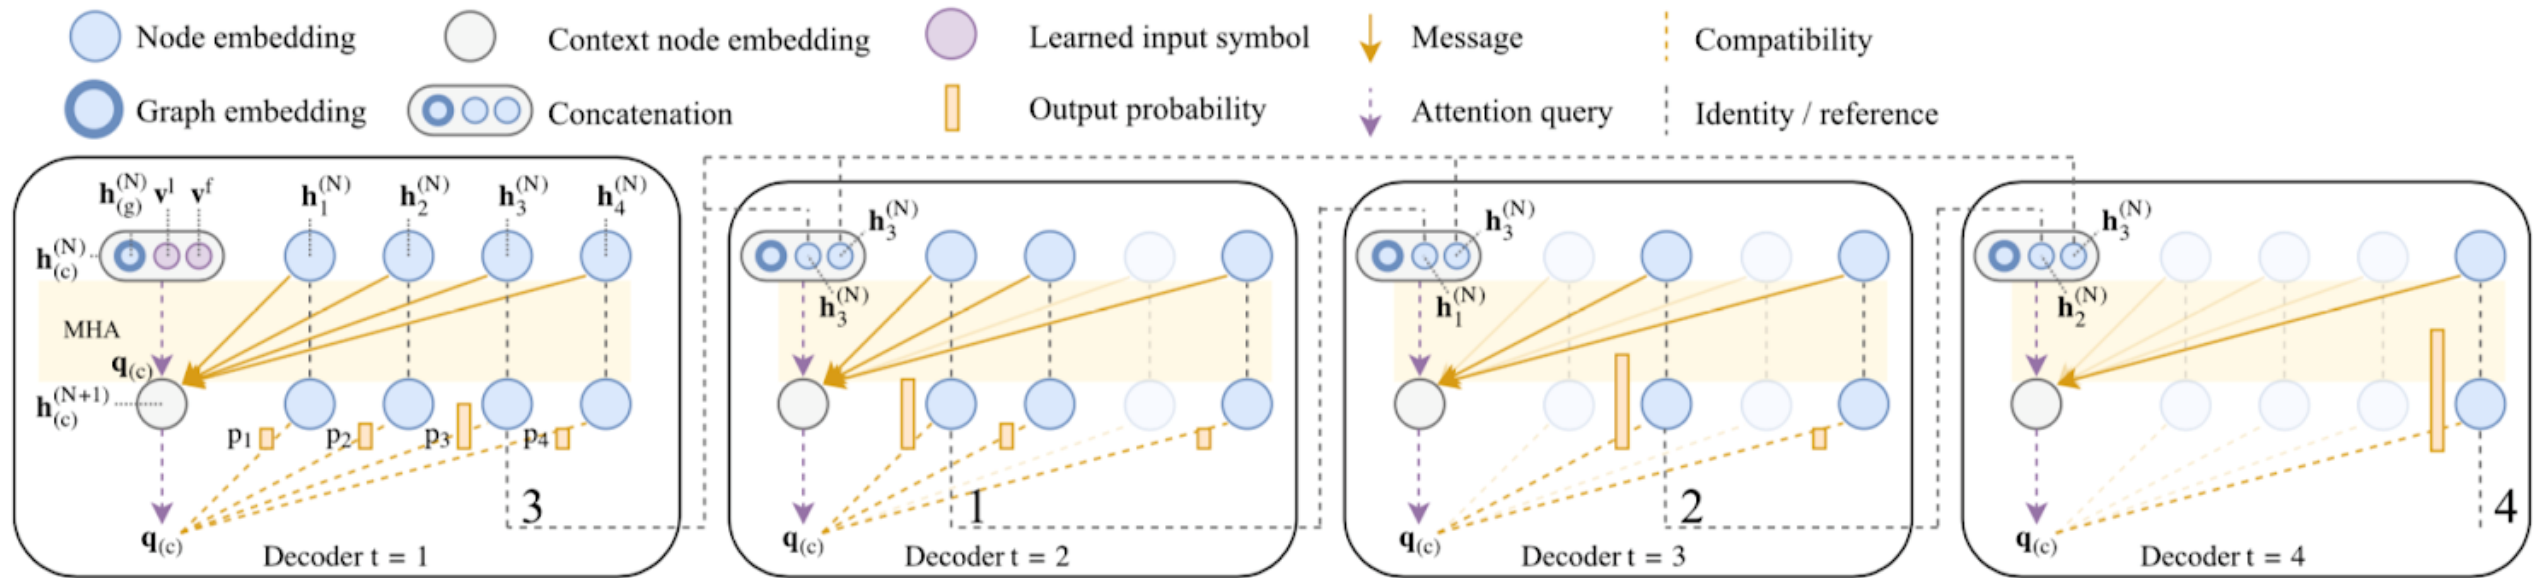 Node embedding Context node embedding Learned input symbol Message Compatibility
Graph embedding Concatenation Output probability Attention query Identity / reference
h(g)(N) vl vf h1(N) h2(N) h3(N) h4(N)
h(c)(N)
MHA
q(c)
h(c)(N+1)
p1 p2 p3 p4
3
q(c)
Decoder t = 1
h3(N)
h3(N)
1
q(c)
Decoder t = 2
h3(N)
h1(N)
2
q(c)
Decoder t = 3
h3(N)
h2(N)
4
q(c)
Decoder t = 4